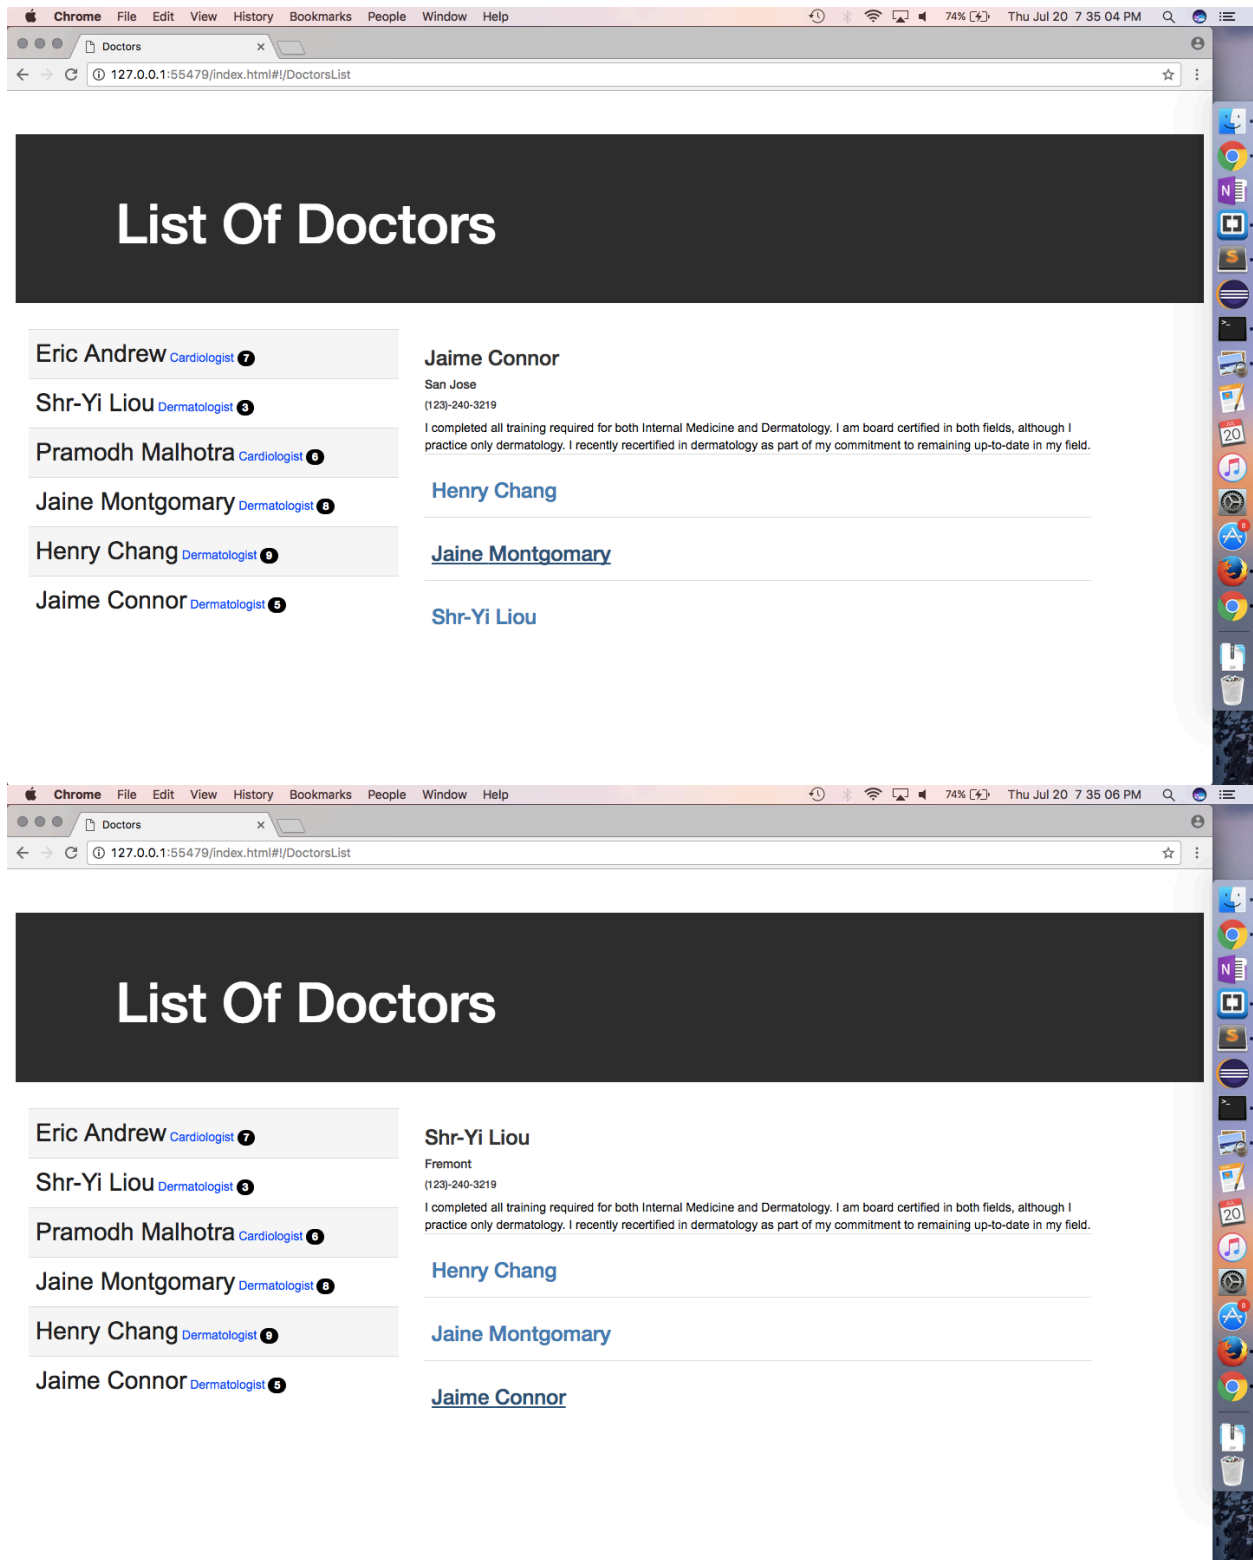 Chrome File Edit View History Bookmarks People Window Help 74% Thu Jul 20 7 35 04 PM
Doctors
127.0.0.1:55479/index.html#!/DoctorsList
List Of Doctors
Eric Andrew Cardiologist 7
Shr-Yi Liou Dermatologist 3
Pramodh Malhotra Cardiologist 6
Jaine Montgomary Dermatologist 8
Henry Chang Dermatologist 9
Jaime Connor Dermatologist 5
Jaime Connor
San Jose
(123)-240-3219
I completed all training required for both Internal Medicine and Dermatology. I am board certified in both fields, although I
practice only dermatology. I recently recertified in dermatology as part of my commitment to remaining up-to-date in my field.
Henry Chang
Jaine Montgomary
Shr-Yi Liou
Chrome File Edit View History Bookmarks People Window Help 74% Thu Jul 20 7 35 06 PM
Doctors
127.0.0.1:55479/index.html#!/DoctorsList
List Of Doctors
Eric Andrew Cardiologist 7
Shr-Yi Liou Dermatologist 3
Pramodh Malhotra Cardiologist 6
Jaine Montgomary Dermatologist 8
Henry Chang Dermatologist 9
Jaime Connor Dermatologist 5
Shr-Yi Liou
Fremont
(123)-240-3219
I completed all training required for both Internal Medicine and Dermatology. I am board certified in both fields, although I
practice only dermatology. I recently recertified in dermatology as part of my commitment to remaining up-to-date in my field.
Henry Chang
Jaine Montgomary
Jaime Connor